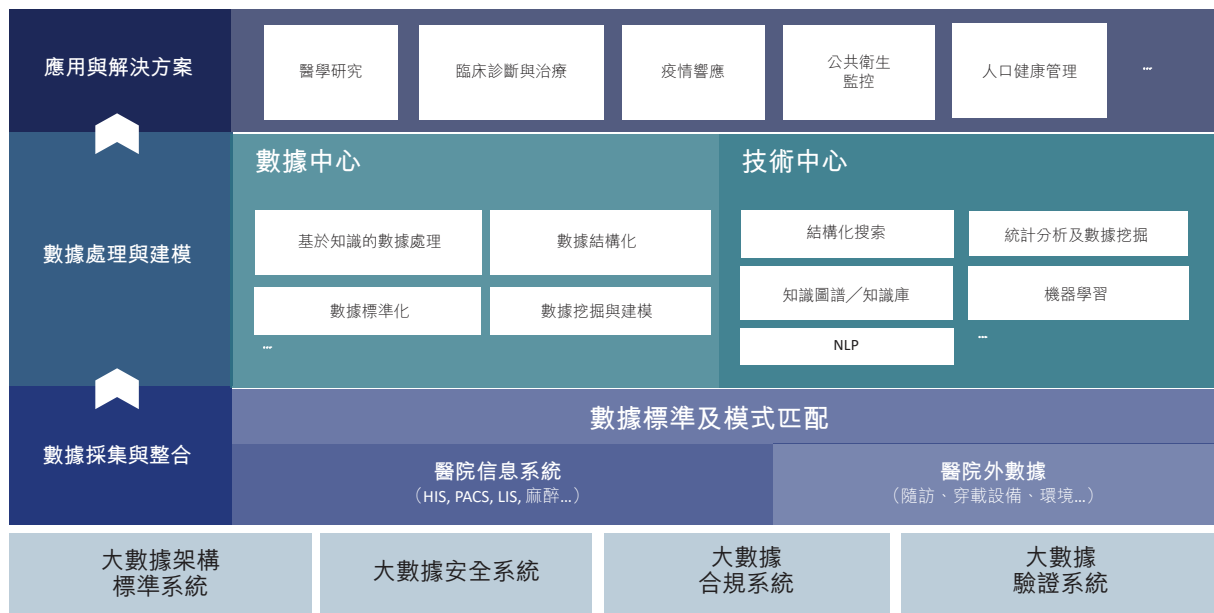 應用與解決方案
醫學研究
臨床診斷與治療
疫情響應
公共衛生
監控
人口健康管理
…
數據處理與建模
數據中心
基於知識的數據處理
數據結構化
數據標準化
數據挖掘與建模
…
技術中心
結構化搜索
統計分析及數據挖掘
知識圖譜／知識庫
機器學習
NLP
…
數據採集與整合
數據標準及模式匹配
醫院信息系統
（HIS, PACS, LIS, 麻醉…）
醫院外數據
（隨訪、穿載設備、環境…）
大數據架構
標準系統
大數據安全系統
大數據
合規系統
大數據
驗證系統